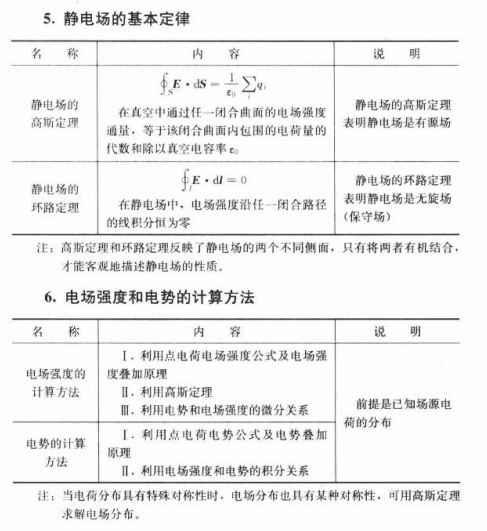 5. 静电场的基本定律
名 称 内 容 说 明
静电场的
高斯定理
∮_S E · dS = 1/ε₀ ∑_i q_i
在真空中通过任一闭合曲面的电场强度
通量，等于该闭合曲面内包围的电荷量的
代数和除以真空电容率 ε₀
静电场的高斯定理
表明静电场是有源场
静电场的
环路定理
∮_l E · dl = 0
在静电场中，电场强度沿任一闭合路径
的线积分恒为零
静电场的环路定理
表明静电场是无旋场
(保守场)
注：高斯定理和环路定理反映了静电场的两个不同侧面，只有将两者有机结合，
才能客观地描述静电场的性质。
6. 电场强度和电势的计算方法
名 称 内 容 说 明
电场强度的
计算方法
Ⅰ. 利用点电荷电场强度公式及电场强
度叠加原理
Ⅱ. 利用高斯定理
Ⅲ. 利用电势和电场强度的微分关系
电势的计算
方法
Ⅰ. 利用点电荷电势公式及电势叠加
原理
Ⅱ. 利用电场强度和电势的积分关系
前提是已知场源电
荷的分布
注：当电荷分布具有特殊对称性时，电场分布也具有某种对称性，可用高斯定理
求解电场分布。